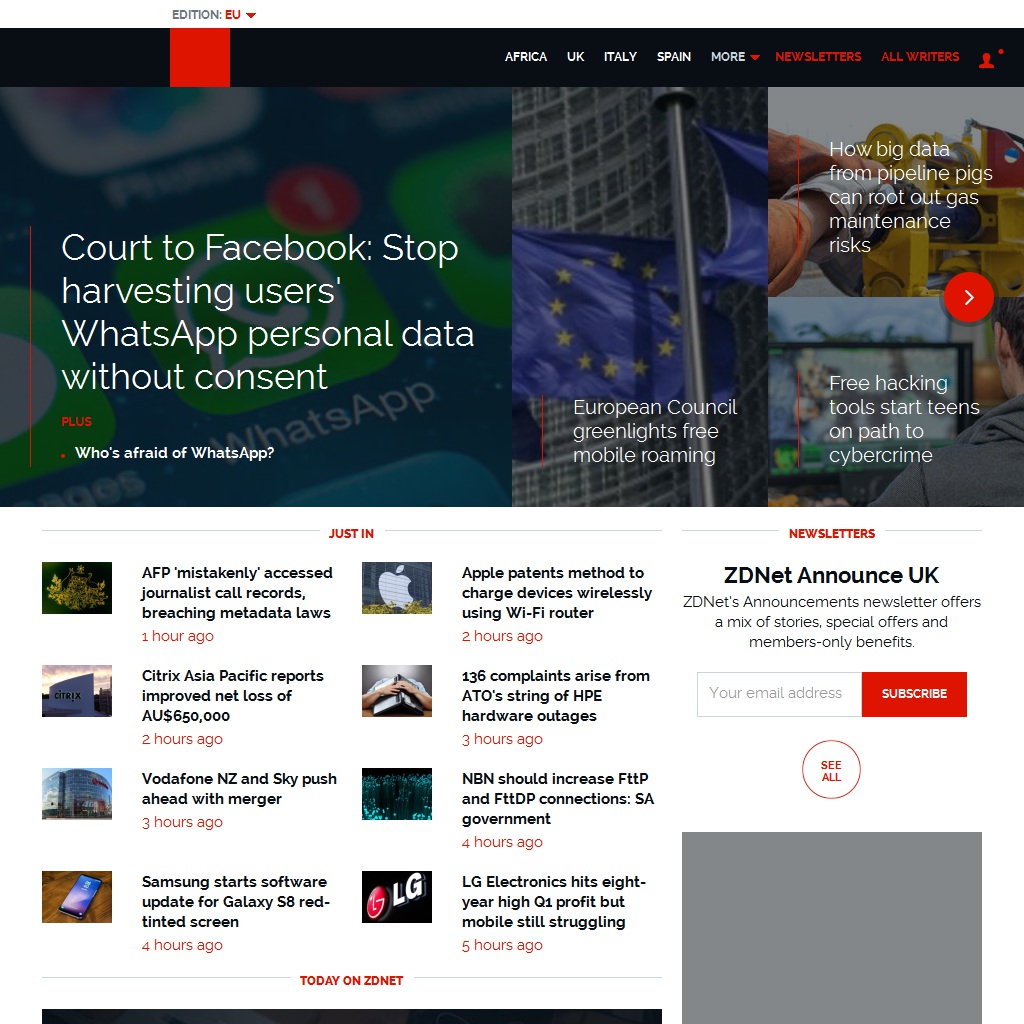 EDITION: EU
AFRICA UK ITALY SPAIN MORE NEWSLETTERS ALL WRITERS
Court to Facebook: Stop
harvesting users'
WhatsApp personal data
without consent
PLUS
Who's afraid of WhatsApp?
WhatsApp
Phone
European Council
greenlights free
mobile roaming
How big data
from pipeline pigs
can root out gas
maintenance
risks
Free hacking
tools start teens
on path to
cybercrime
JUST IN
AFP 'mistakenly' accessed
journalist call records,
breaching metadata laws
1 hour ago
Apple patents method to
charge devices wirelessly
using Wi-Fi router
2 hours ago
CITRIX
Citrix Asia Pacific reports
improved net loss of
AU$650,000
2 hours ago
136 complaints arise from
ATO's string of HPE
hardware outages
3 hours ago
Vodafone NZ and Sky push
ahead with merger
3 hours ago
NBN should increase FttP
and FttDP connections: SA
government
4 hours ago
Samsung starts software
update for Galaxy S8 red-
tinted screen
4 hours ago
LG
LG Electronics hits eight-
year high Q1 profit but
mobile still struggling
5 hours ago
TODAY ON ZDNET
NEWSLETTERS
ZDNet Announce UK
ZDNet's Announcements newsletter offers
a mix of stories, special offers and
members-only benefits.
Your email address SUBSCRIBE
SEE
ALL